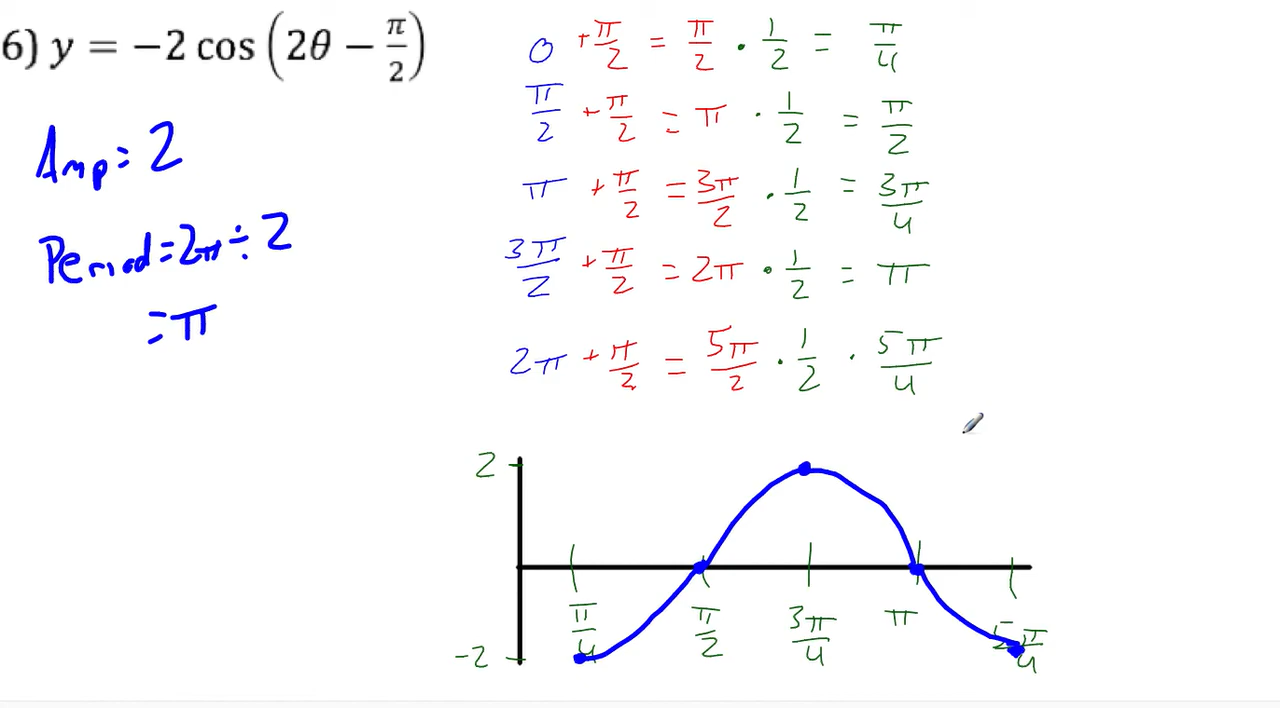 6) y = −2 cos (2θ − π/2)
Amp = 2
Period = 2π ÷ 2
= π
0 + π/2 = π/2 · 1/2 = π/4
π/2 + π/2 = π · 1/2 = π/2
π + π/2 = 3π/2 · 1/2 = 3π/4
3π/2 + π/2 = 2π · 1/2 = π
2π + π/2 = 5π/2 · 1/2 · 5π/4
2
π/4 π/2 3π/4 π 5π/4
-2